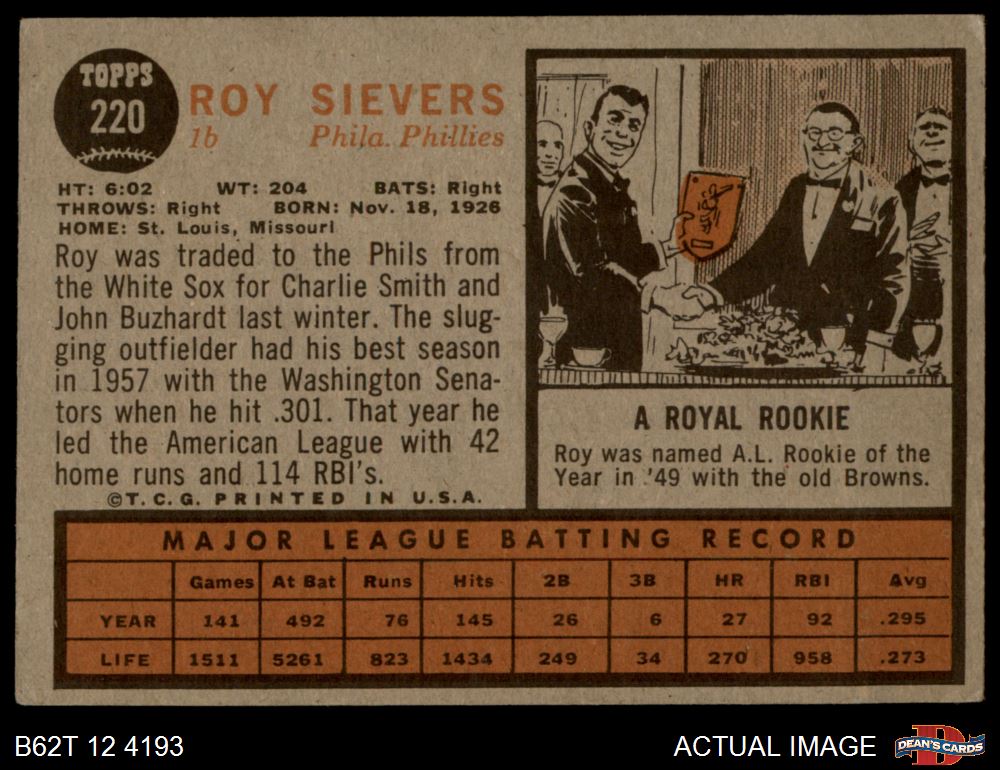 TOPPS
220
ROY SIEVERS
1b Phila. Phillies
HT: 6:02 WT: 204 BATS: Right
THROWS: Right BORN: Nov. 18, 1926
HOME: St. Louis, Missouri
Roy was traded to the Phils from
the White Sox for Charlie Smith and
John Buzhardt last winter. The slug-
ging outfielder had his best season
in 1957 with the Washington Sena-
tors when he hit .301. That year he
led the American League with 42
home runs and 114 RBI's.
©T.C.G. PRINTED IN U.S.A.
A ROYAL ROOKIE
Roy was named A.L. Rookie of the
Year in '49 with the old Browns.
MAJOR LEAGUE BATTING RECORD
Games At Bat Runs Hits 2B 3B HR RBI Avg
YEAR 141 492 76 145 26 6 27 92 .295
LIFE 1511 5261 823 1434 249 34 270 958 .273
B62T 12 4193
ACTUAL IMAGE
DEAN'S CARDS